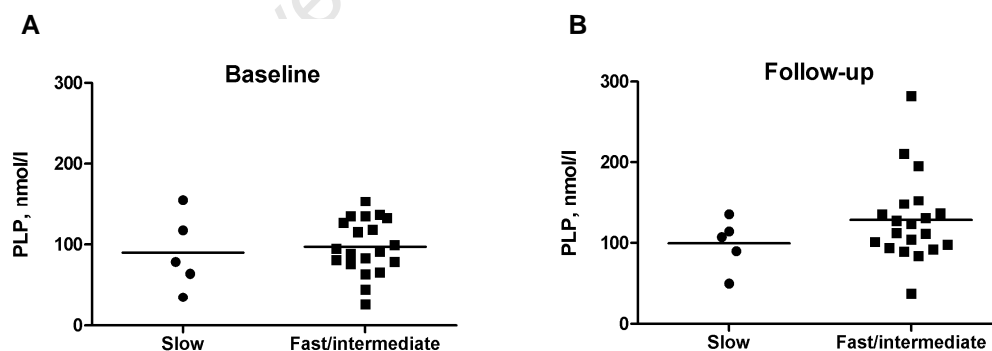 A
Baseline
300
200
100
0
PLP, nmol/l
Slow
Fast/intermediate
B
Follow-up
300
200
100
0
PLP, nmol/l
Slow
Fast/intermediate